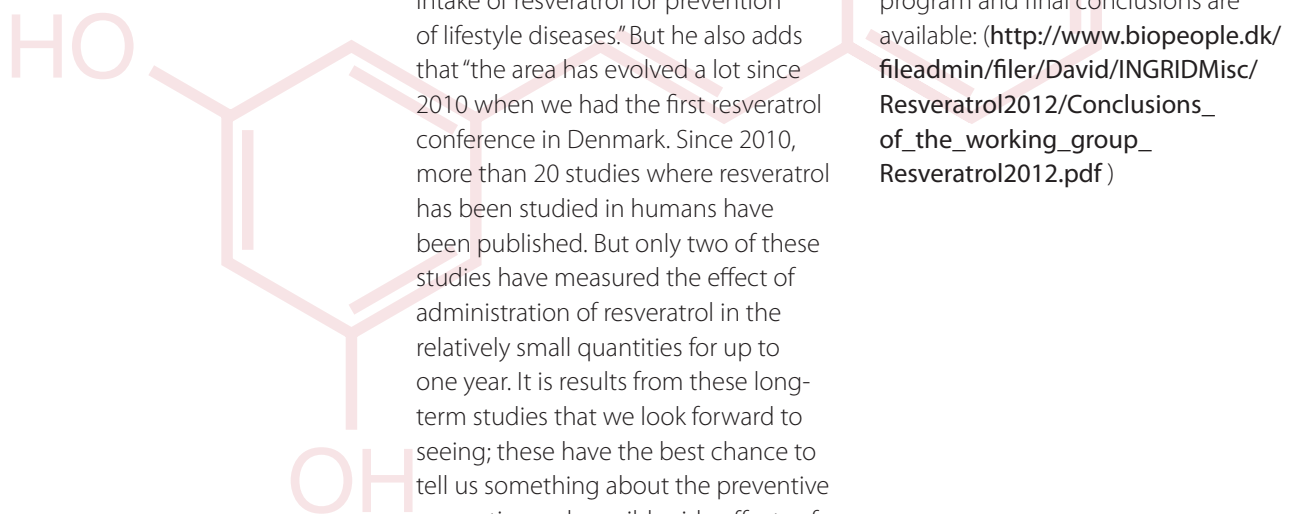 intake of resveratrol for prevention
of lifestyle diseases.” But he also adds
that “the area has evolved a lot since
2010 when we had the first resveratrol
conference in Denmark. Since 2010,
more than 20 studies where resveratrol
has been studied in humans have
been published. But only two of these
studies have measured the effect of
administration of resveratrol in the
relatively small quantities for up to
one year. It is results from these long-
term studies that we look forward to
seeing; these have the best chance to
tell us something about the preventive
program and final conclusions are
available: (http://www.biopeople.dk/
fileadmin/filer/David/INGRIDMisc/
Resveratrol2012/Conclusions_
of_the_working_group_
Resveratrol2012.pdf )
HO
OH